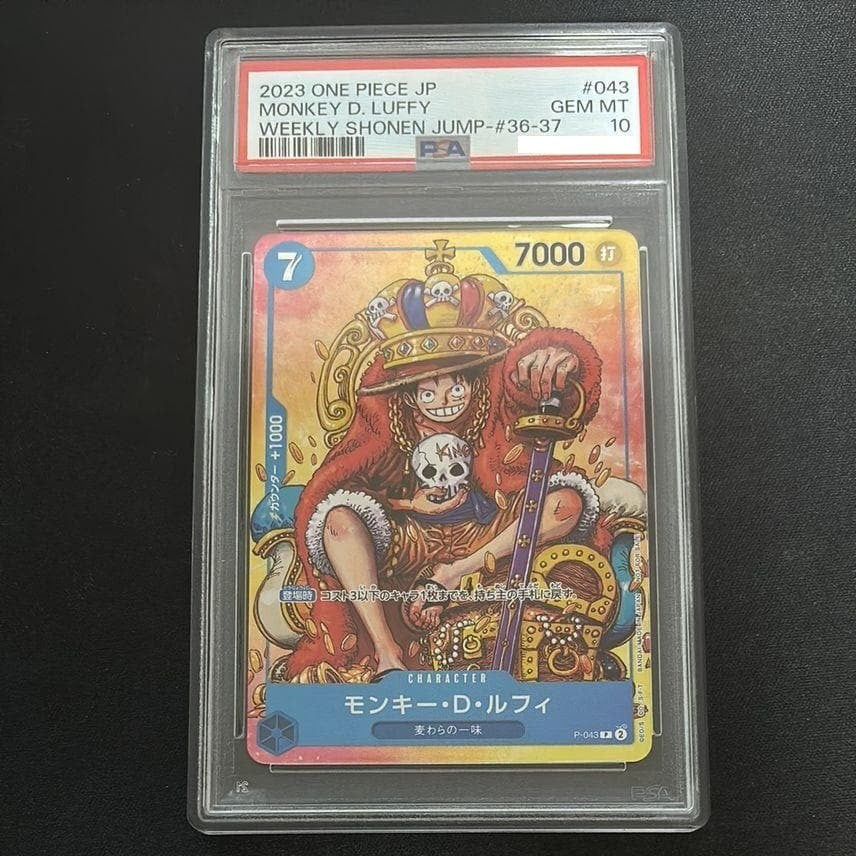 2023 ONE PIECE JP #043
MONKEY D. LUFFY GEM MT
WEEKLY SHONEN JUMP-#36-37 10
PSA
7
7000 打
カウンター +1000
KING
登場時 コスト3以下のキャラ1枚までを、持ち主の手札に戻す。
CHARACTER
モンキー・D・ルフィ
麦わらの一味
P-043 P 2
PSA